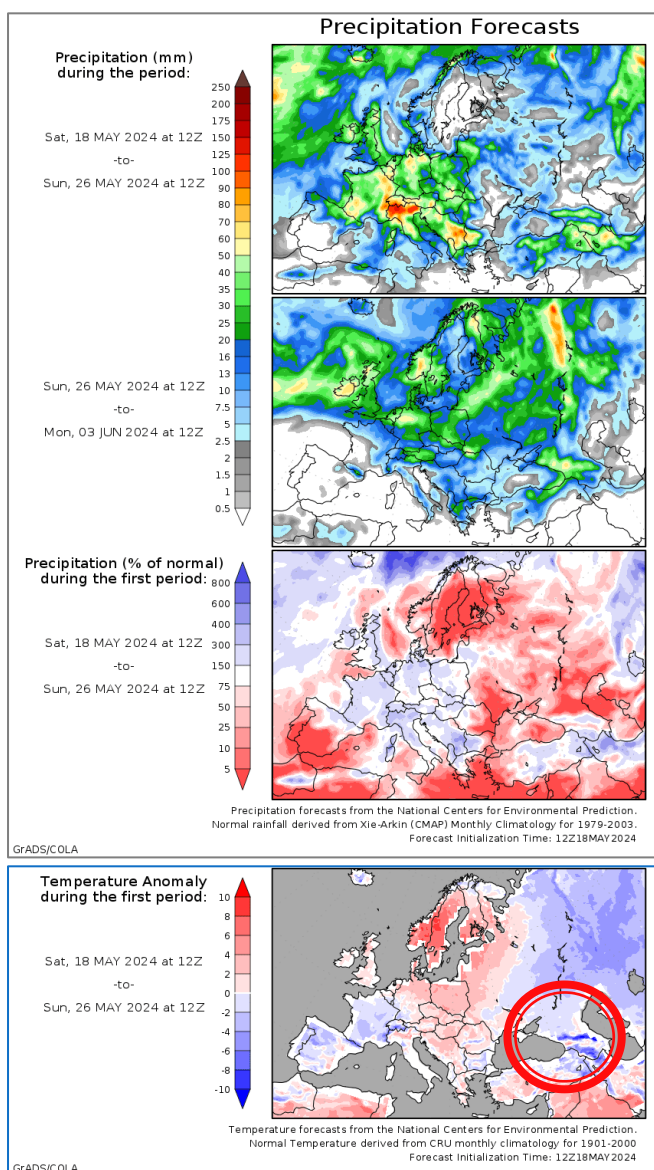 Precipitation Forecasts
Precipitation (mm)
during the period:
250
200
175
150
125
100
90
80
70
60
50
40
35
30
25
20
16
13
10
7.5
5
2.5
2
1.5
1
0.5
Sat, 18 MAY 2024 at 12Z
-to-
Sun, 26 MAY 2024 at 12Z
Sun, 26 MAY 2024 at 12Z
-to-
Mon, 03 JUN 2024 at 12Z
Precipitation (% of normal)
during the first period:
800
600
400
300
150
75
50
25
10
5
Sat, 18 MAY 2024 at 12Z
-to-
Sun, 26 MAY 2024 at 12Z
Precipitation forecasts from the National Centers for Environmental Prediction.
Normal rainfall derived from Xie-Arkin (CMAP) Monthly Climatology for 1979-2003.
Forecast Initialization Time: 12Z18MAY2024
GrADS/COLA
Temperature Anomaly
during the first period:
10
8
6
4
2
0
-2
-4
-6
-8
-10
Sat, 18 MAY 2024 at 12Z
-to-
Sun, 26 MAY 2024 at 12Z
Temperature forecasts from the National Centers for Environmental Prediction.
Normal Temperature derived from CRU monthly climatology for 1901-2000
Forecast Initialization Time: 12Z18MAY2024
GrADS/COLA